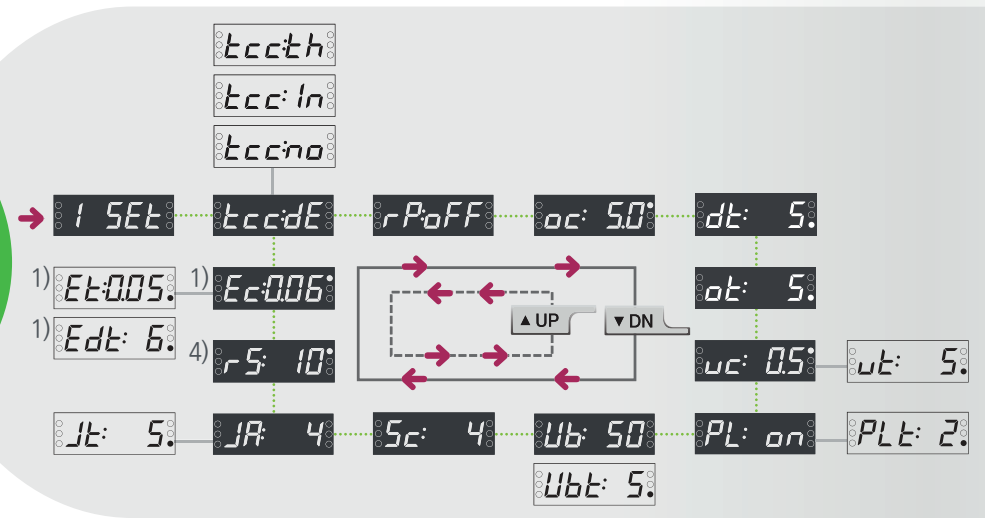 tcc:th
tcc: In
tcc:no
1 SEt
tcc:dE
rP:oFF
oc: 5.0
dt: 5.
1) Et:0.05.
1) Ec:0.06
▲ UP
▼ DN
ot: 5.
1) Edt: 6.
4) rS: 10
uc: 0.5
ut: 5.
Jt: 5.
JA: 4
Sc: 4
Ub: 50
PL: on
PLt: 2.
Ubt: 5.